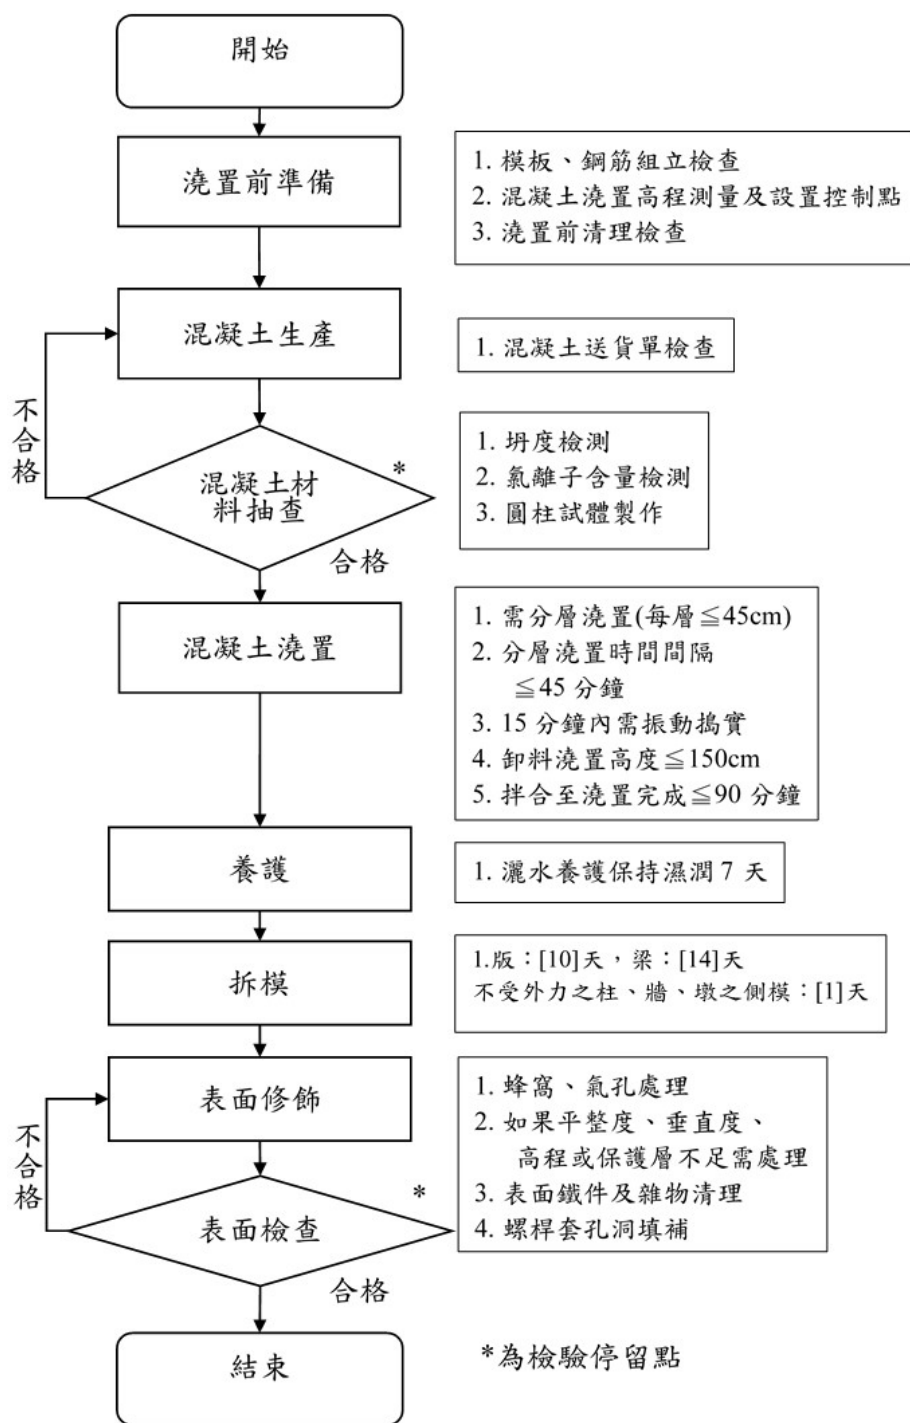 開始
澆置前準備
1. 模板、鋼筋組立檢查
2. 混凝土澆置高程測量及設置控制點
3. 澆置前清理檢查
混凝土生產
1. 混凝土送貨單檢查
不合格
混凝土材
料抽查
*
1. 坍度檢測
2. 氯離子含量檢測
3. 圓柱試體製作
合格
混凝土澆置
1. 需分層澆置(每層≦45cm)
2. 分層澆置時間間隔
≦45 分鐘
3. 15 分鐘內需振動搗實
4. 卸料澆置高度≦150cm
5. 拌合至澆置完成≦90 分鐘
養護
1. 灑水養護保持濕潤 7 天
拆模
1.版：[10]天，梁：[14]天
不受外力之柱、牆、墩之側模：[1]天
表面修飾
1. 蜂窩、氣孔處理
2. 如果平整度、垂直度、
高程或保護層不足需處理
3. 表面鐵件及雜物清理
4. 螺桿套孔洞填補
不合格
表面檢查
*
合格
結束
*為檢驗停留點